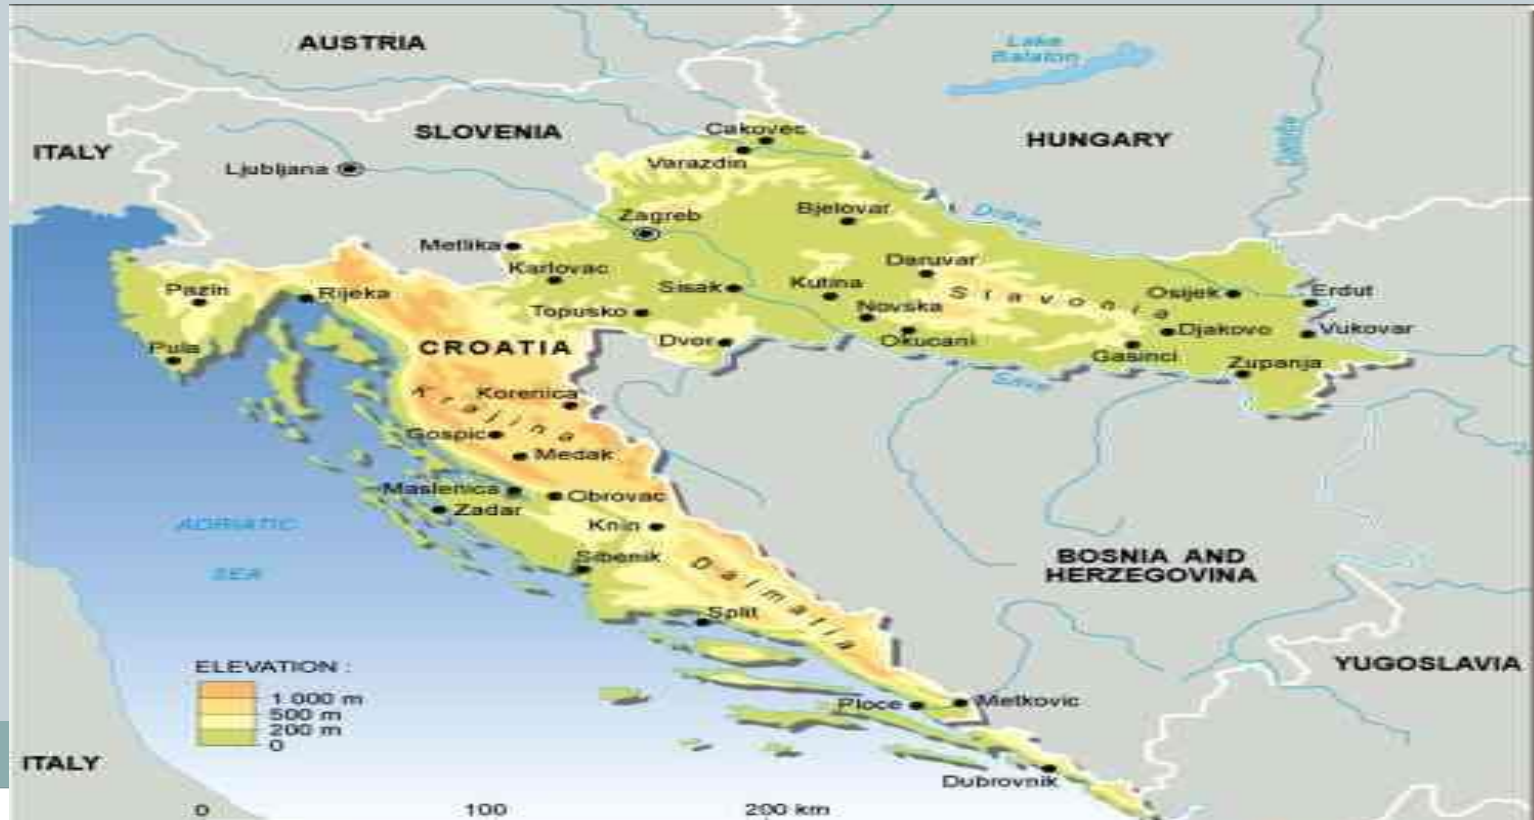 AUSTRIA
Lake
Balaton
Cakovec
SLOVENIA
HUNGARY
Danube
ITALY
Varazdin
Ljubljana
Zagreb
Bjelovar
Drave
Metlika
Karlovac
Daruvar
Pazin
Rijeka
Sisak
Kutina
Slavonia
Osijek
Erdut
Topusko
Novska
Djakovo
Vukovar
Pula
CROATIA
Dvor
Okucani
Gasinci
Zupanja
Save
Krajina
Korenica
Gospic
Medak
Maslenica
Obrovac
Zadar
ADRIATIC
SEA
Knin
Sibenik
Dalmatia
BOSNIA AND
HERZEGOVINA
Split
YUGOSLAVIA
ELEVATION :
1 000 m
500 m
200 m
0
Ploce
Metkovic
ITALY
Dubrovnik
0 100 200 km